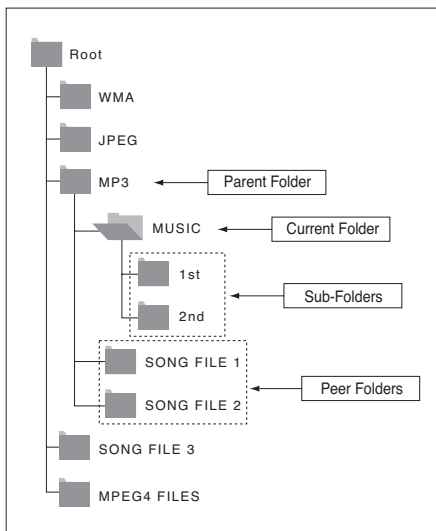 Root
WMA
JPEG
MP3
Parent Folder
MUSIC
Current Folder
1st
2nd
Sub-Folders
SONG FILE 1
SONG FILE 2
Peer Folders
SONG FILE 3
MPEG4 FILES